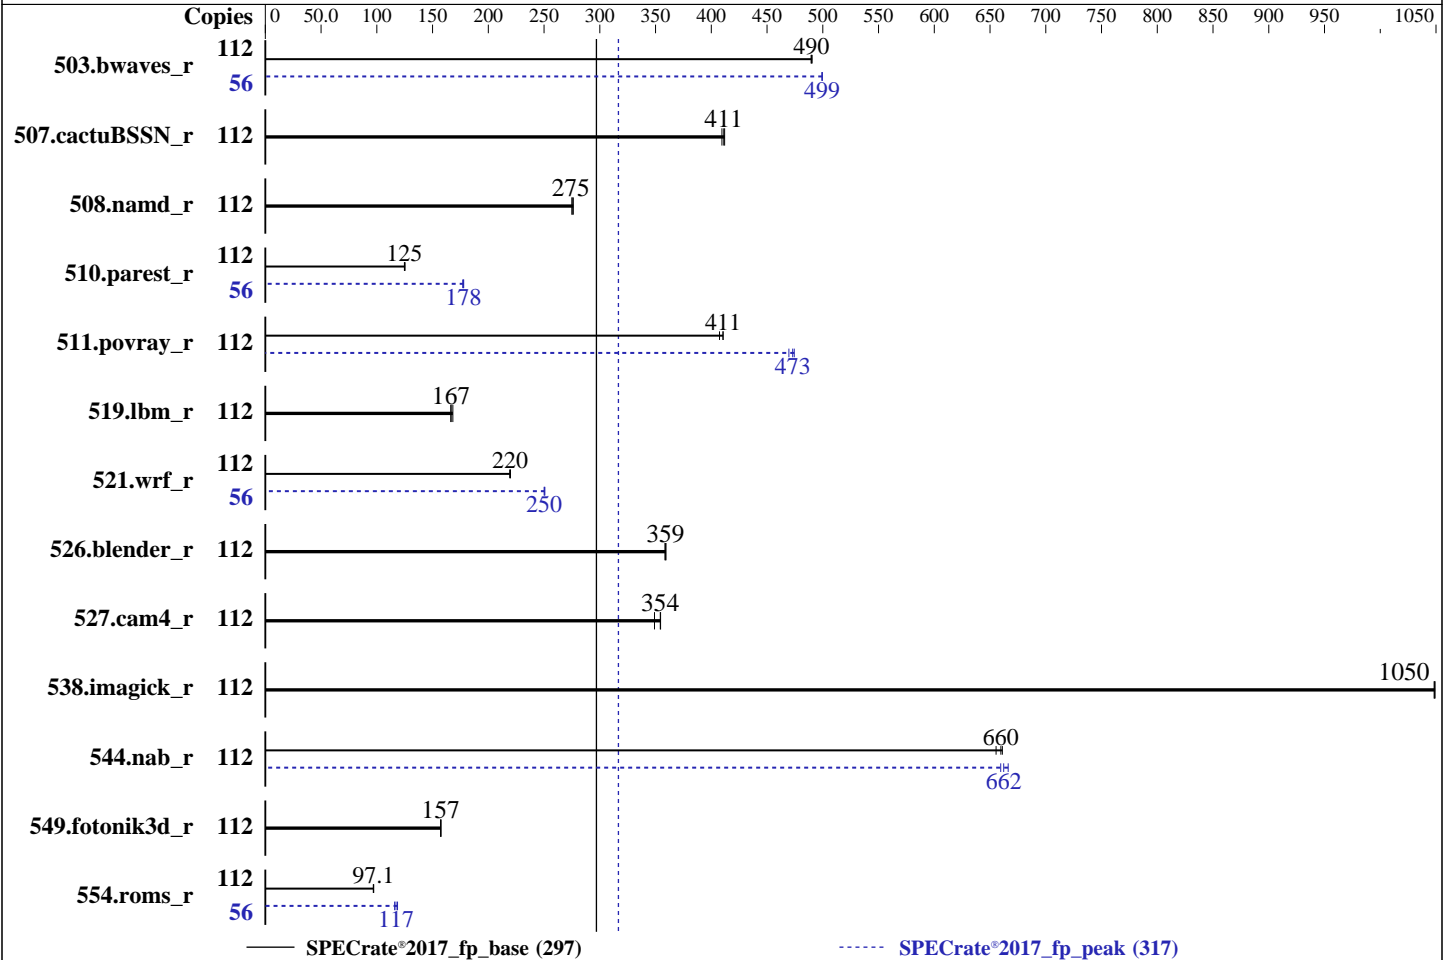 Copies 0 50.0 100 150 200 250 300 350 400 450 500 550 600 650 700 750 800 850 900 950 1050
503.bwaves_r 112 490
56 499
507.cactuBSSN_r 112 411
508.namd_r 112 275
510.parest_r 112 125
56 178
511.povray_r 112 411
473
519.lbm_r 112 167
521.wrf_r 112 220
56 250
526.blender_r 112 359
527.cam4_r 112 354
538.imagick_r 112 1050
544.nab_r 112 660
662
549.fotonik3d_r 112 157
554.roms_r 112 97.1
56 117
SPECrate®2017_fp_base (297) SPECrate®2017_fp_peak (317)